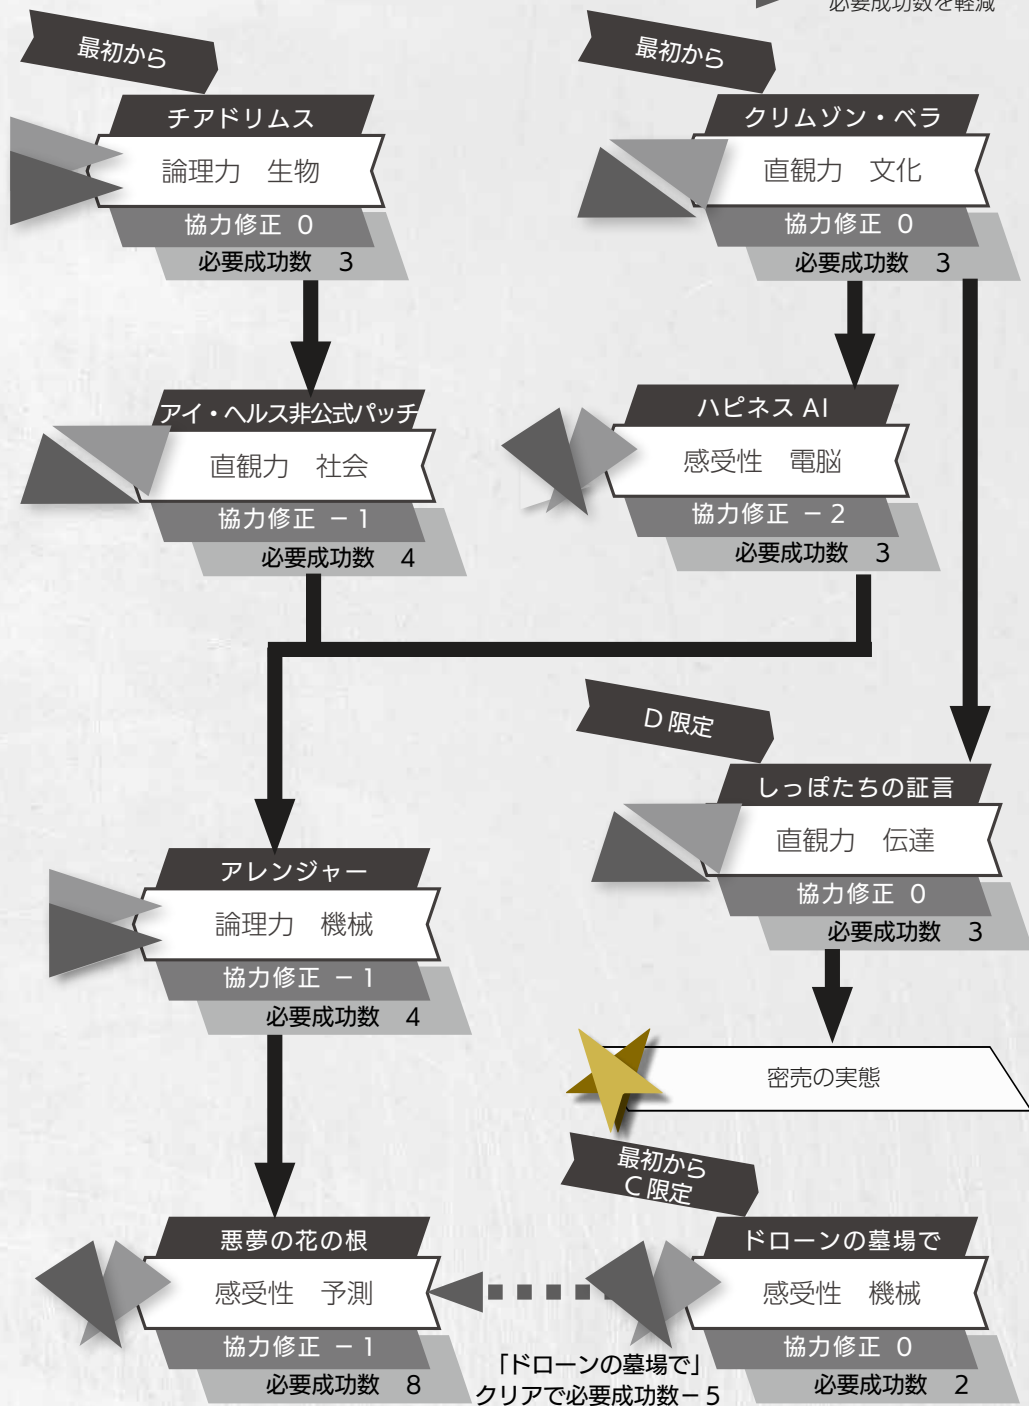 必要成功数を軽減
最初から
チアドリムス
論理力　生物
協力修正 0
必要成功数　3
最初から
クリムゾン・ベラ
直観力　文化
協力修正 0
必要成功数　3
アイ・ヘルス非公式パッチ
直観力　社会
協力修正 －1
必要成功数　4
ハピネス AI
感受性　電脳
協力修正 －2
必要成功数　3
D 限定
しっぽたちの証言
直観力　伝達
協力修正 0
必要成功数　3
アレンジャー
論理力　機械
協力修正 －1
必要成功数　4
密売の実態
悪夢の花の根
感受性　予測
協力修正 －1
必要成功数　8
最初から
C 限定
ドローンの墓場で
感受性　機械
協力修正 0
必要成功数　2
「ドローンの墓場で」
クリアで必要成功数－5